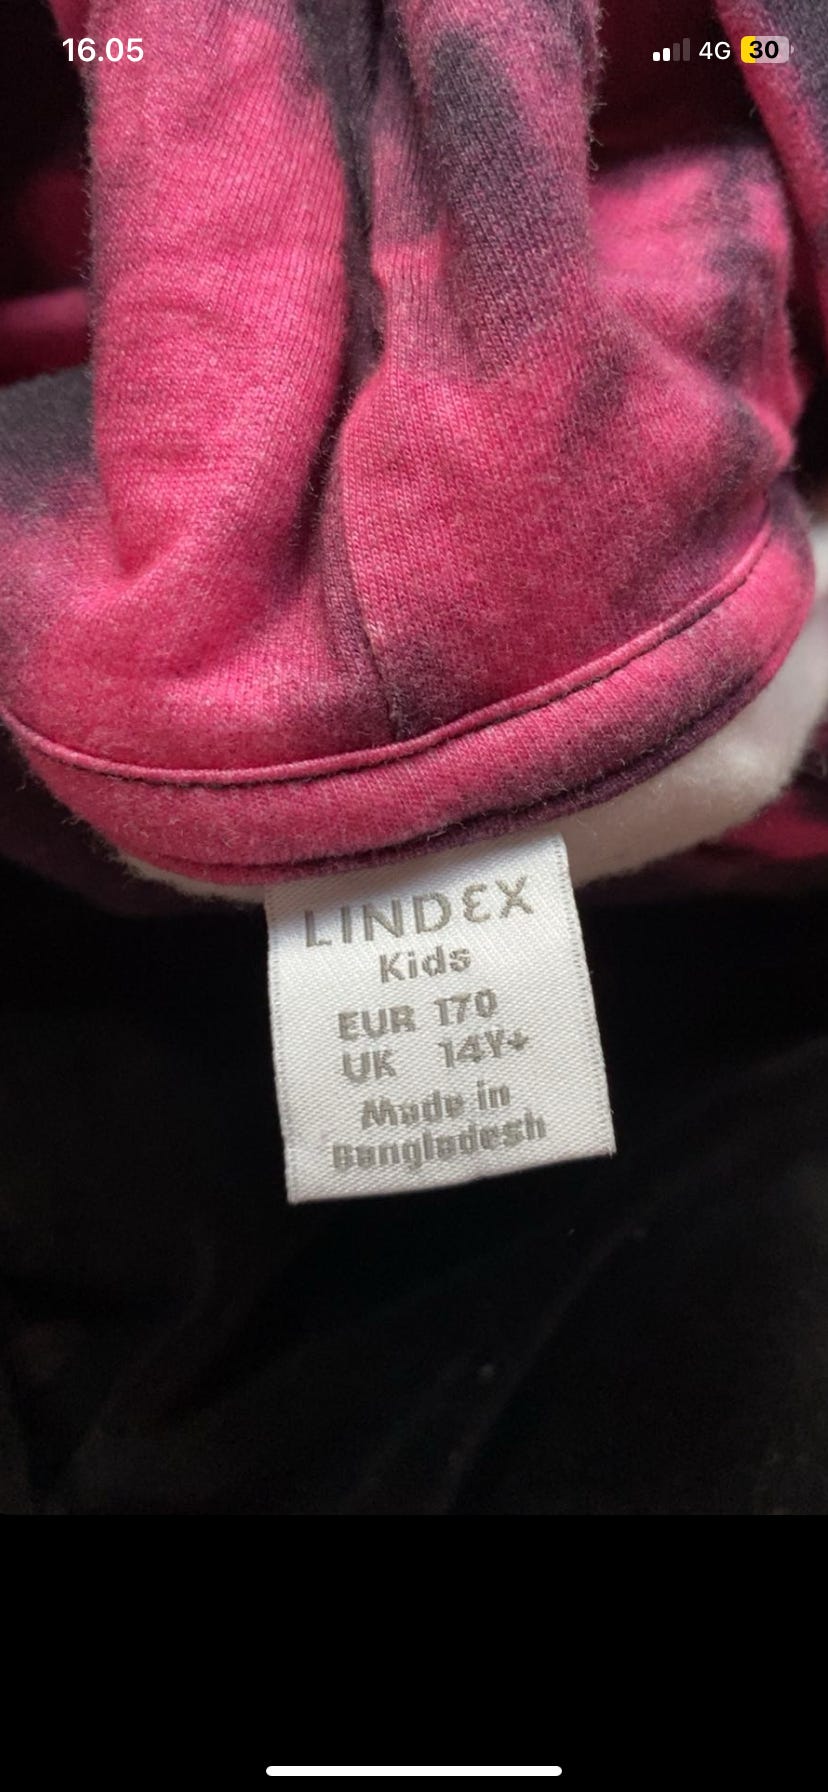 16.05
4G 30
LINDEX
Kids
EUR 170
UK 14Y+
Made in
Bangladesh